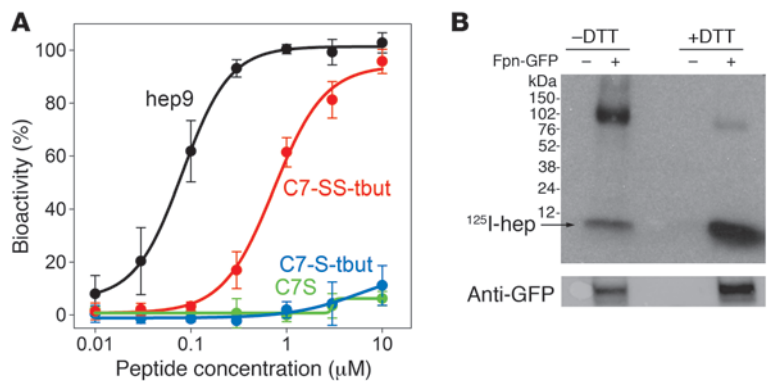 A
Bioactivity (%)
100
80
60
40
20
0
hep9
C7-SS-tbut
C7-S-tbut
C7S
0.01 0.1 1 10
Peptide concentration (μM)
B
–DTT +DTT
Fpn-GFP – + – +
kDa
150-
102-
76-
52-
38-
24-
12-
¹²⁵I-hep
Anti-GFP